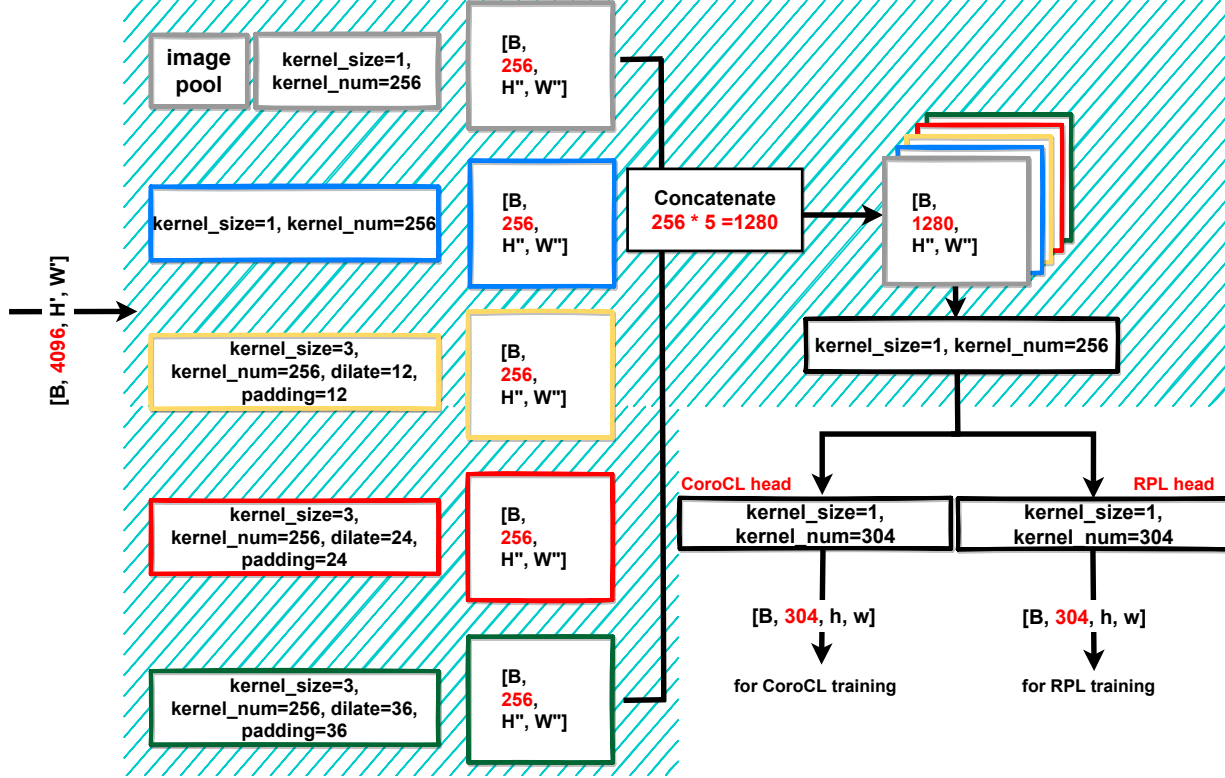 [B, 4096, H', W']
image
pool
kernel_size=1,
kernel_num=256
[B,
256,
H", W"]
kernel_size=1, kernel_num=256
[B,
256,
H", W"]
kernel_size=3,
kernel_num=256, dilate=12,
padding=12
[B,
256,
H", W"]
kernel_size=3,
kernel_num=256, dilate=24,
padding=24
[B,
256,
H", W"]
kernel_size=3,
kernel_num=256, dilate=36,
padding=36
[B,
256,
H", W"]
Concatenate
256 * 5 =1280
[B,
1280,
H", W"]
kernel_size=1, kernel_num=256
CoroCL head
kernel_size=1,
kernel_num=304
[B, 304, h, w]
for CoroCL training
RPL head
kernel_size=1,
kernel_num=304
[B, 304, h, w]
for RPL training